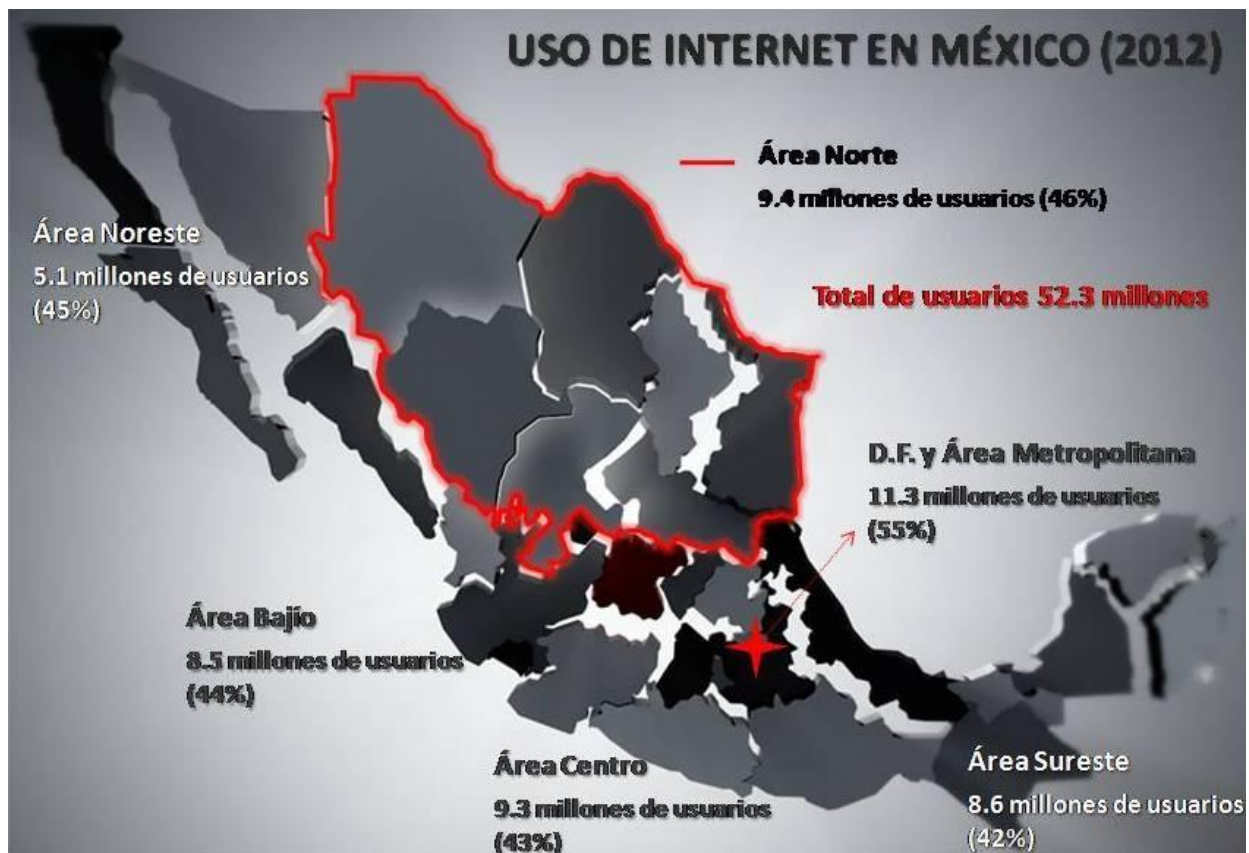 USO DE INTERNET EN MÉXICO (2012)
Área Norte
9.4 millones de usuarios (46%)
Área Noreste
5.1 millones de usuarios
(45%)
Total de usuarios 52.3 millones
D.F. y Área Metropolitana
11.3 millones de usuarios
(55%)
Área Bajío
8.5 millones de usuarios
(44%)
Área Centro
9.3 millones de usuarios
(43%)
Área Sureste
8.6 millones de usuarios
(42%)